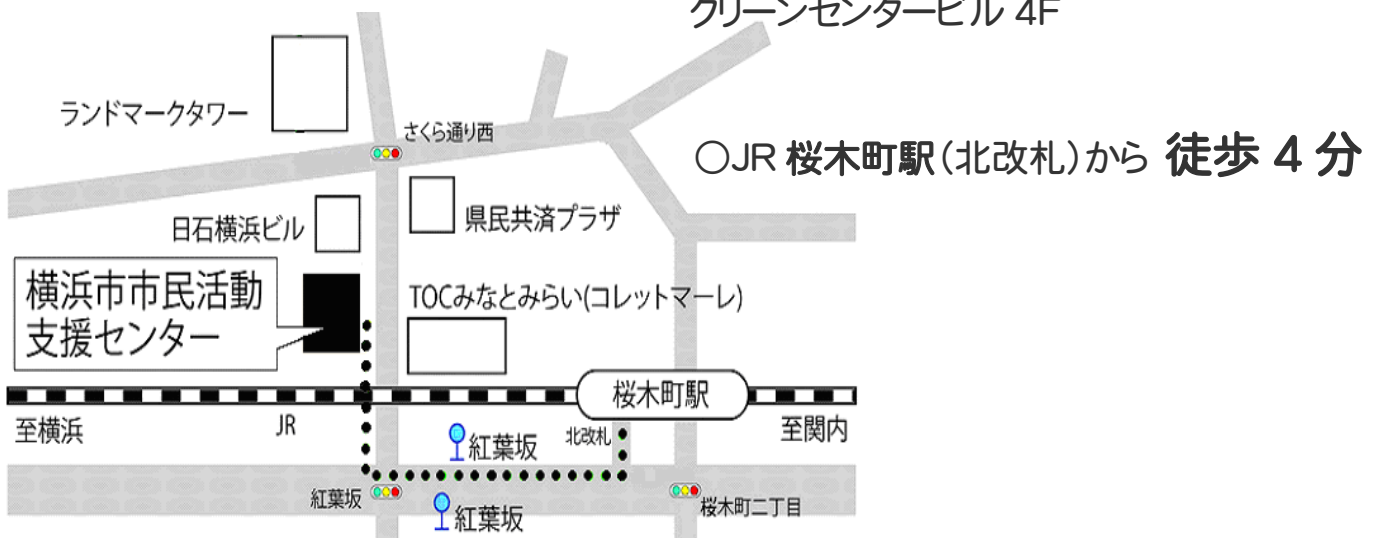 クリーンセンタービル 4F
ランドマークタワー
さくら通り西
○JR 桜木町駅(北改札)から 徒歩 4 分
日石横浜ビル
県民共済プラザ
横浜市市民活動
支援センター
TOCみなとみらい(コレットマーレ)
桜木町駅
至横浜
JR
紅葉坂
北改札
至関内
紅葉坂
紅葉坂
桜木町二丁目